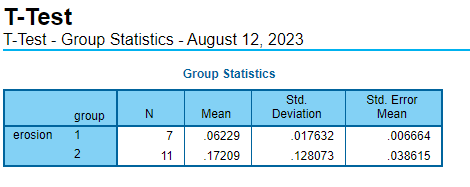 T-Test
T-Test - Group Statistics - August 12, 2023
Group Statistics
group N Mean Std. Deviation Std. Error Mean
erosion 1 7 .06229 .017632 .006664
2 11 .17209 .128073 .038615